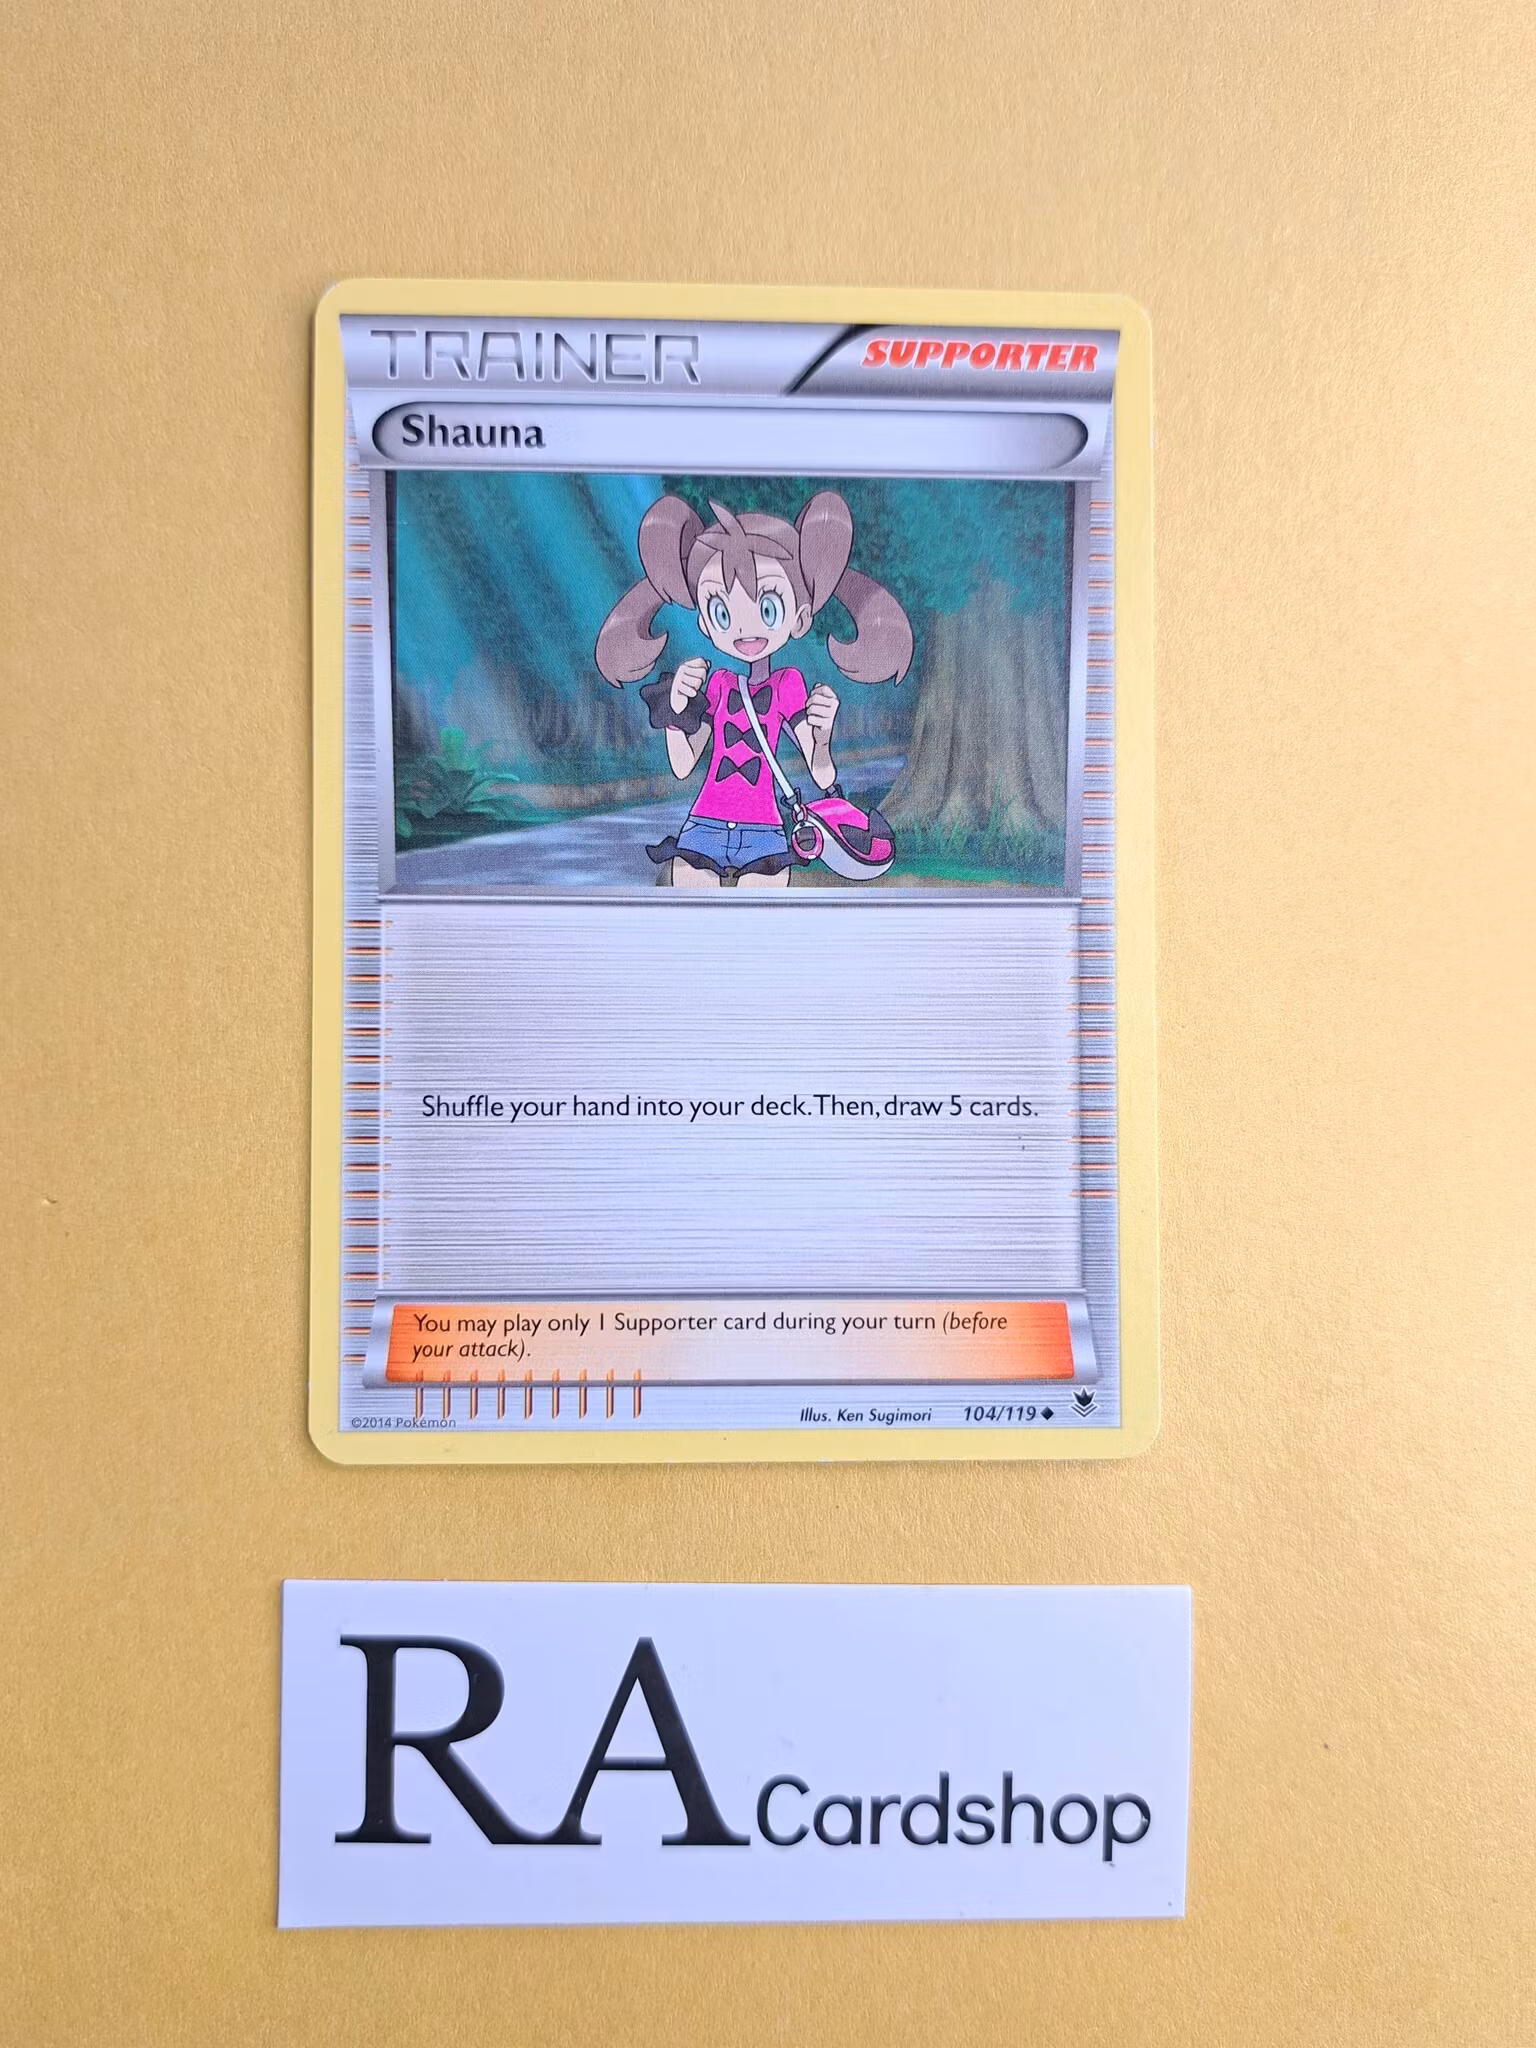 TRAINER
SUPPORTER
Shauna
Shuffle your hand into your deck. Then, draw 5 cards.
You may play only 1 Supporter card during your turn (before
your attack).
©2014 Pokémon
Illus. Ken Sugimori 104/119
RA Cardshop